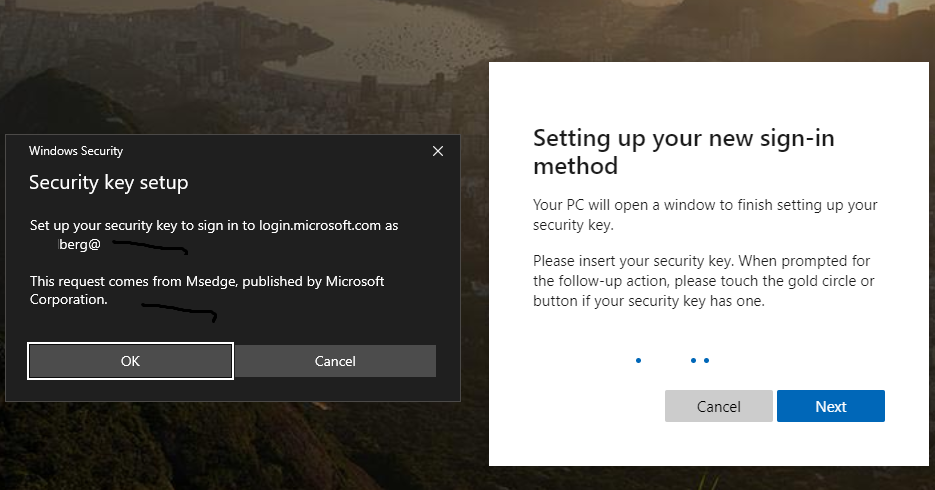 Windows Security
Security key setup
Set up your security key to sign in to login.microsoft.com as
berg@
This request comes from Msedge, published by Microsoft
Corporation.
OK
Cancel
Setting up your new sign-in
method
Your PC will open a window to finish setting up your
security key.
Please insert your security key. When prompted for
the follow-up action, please touch the gold circle or
button if your security key has one.
Cancel
Next